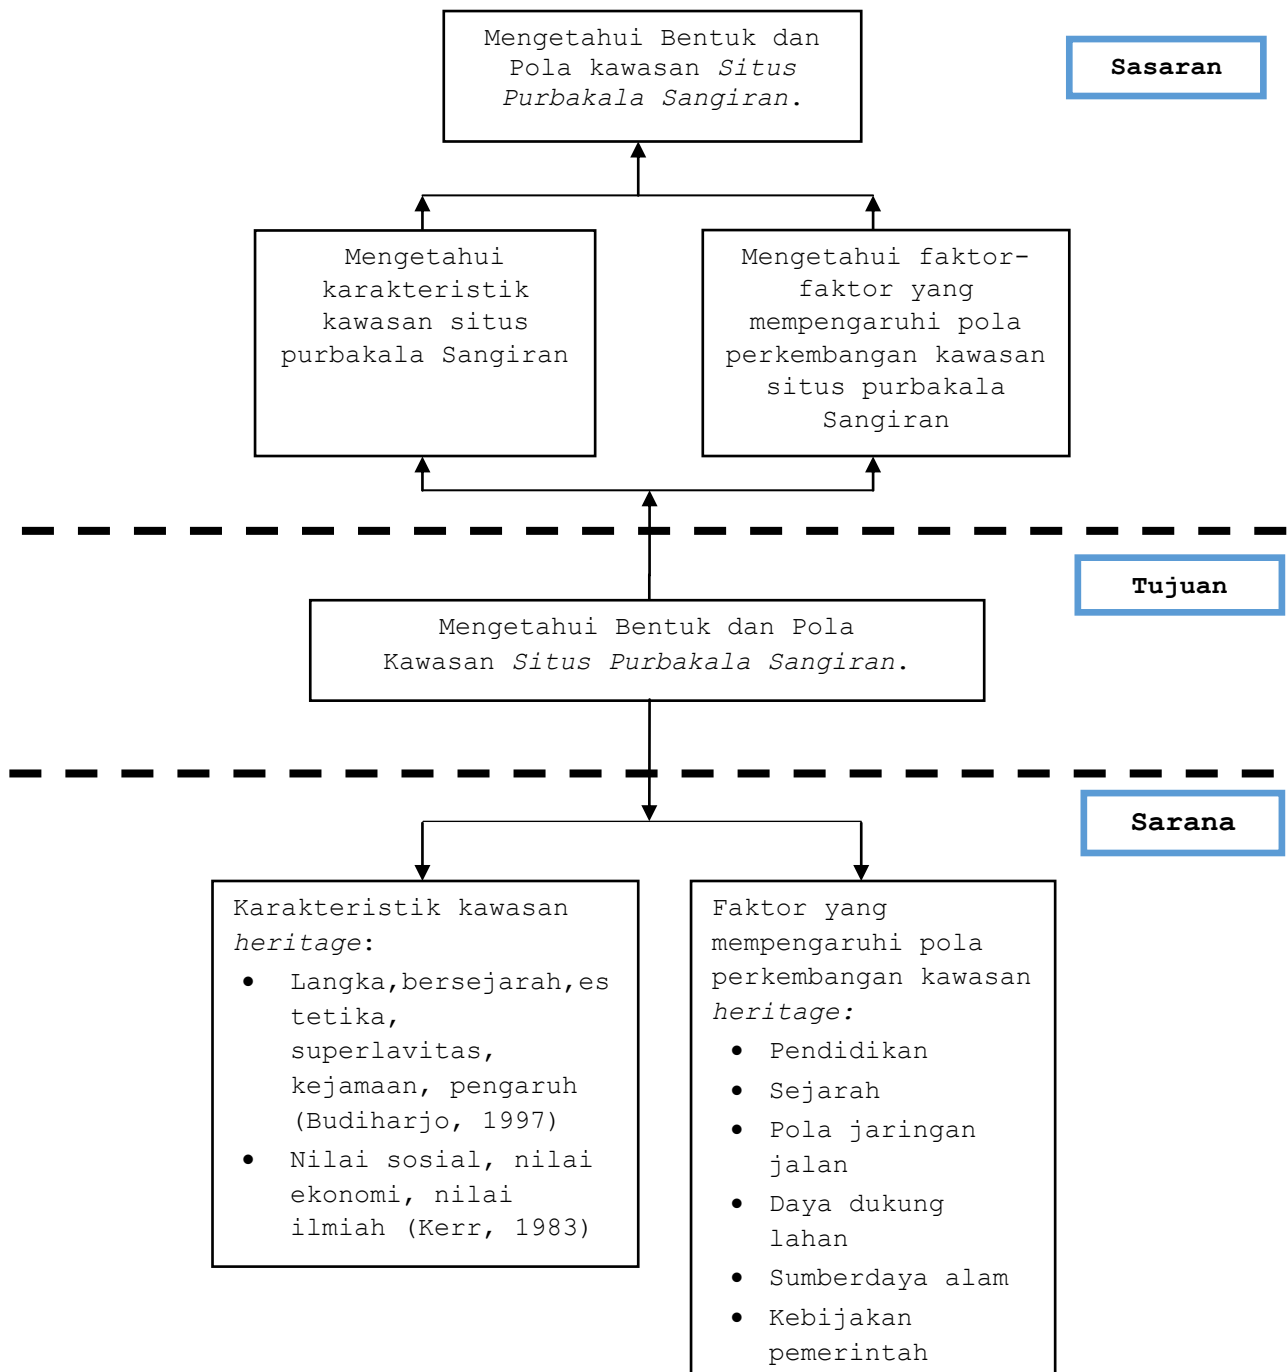 Mengetahui Bentuk dan
Pola kawasan Situs
Purbakala Sangiran.
Sasaran
Mengetahui
karakteristik
kawasan situs
purbakala Sangiran
Mengetahui faktor-
faktor yang
mempengaruhi pola
perkembangan kawasan
situs purbakala
Sangiran
Tujuan
Mengetahui Bentuk dan Pola
Kawasan Situs Purbakala Sangiran.
Sarana
Karakteristik kawasan
heritage:
• Langka,bersejarah,es
tetika,
superlavitas,
kejamaan, pengaruh
(Budiharjo, 1997)
• Nilai sosial, nilai
ekonomi, nilai
ilmiah (Kerr, 1983)
Faktor yang
mempengaruhi pola
perkembangan kawasan
heritage:
• Pendidikan
• Sejarah
• Pola jaringan
jalan
• Daya dukung
lahan
• Sumberdaya alam
• Kebijakan
pemerintah